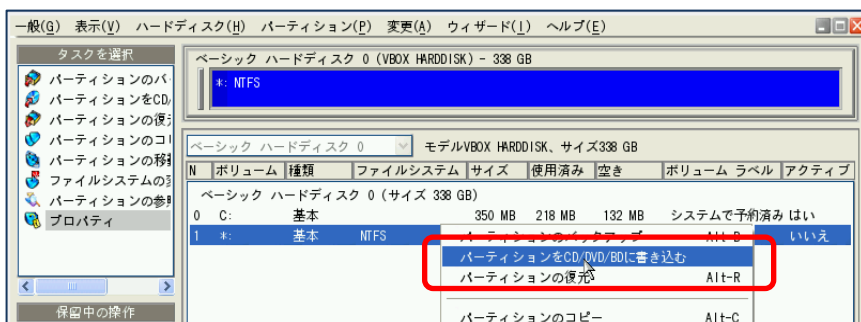 一般(G) 表示(V) ハードディスク(H) パーティション(P) 変更(A) ウィザード(I) ヘルプ(E)
タスクを選択
パーティションのバ
パーティションをCD/
パーティションの復
パーティションのコ
パーティションの移
ファイルシステムの
パーティションの参
プロパティ
保留中の操作
ベーシック ハードディスク 0 (VBOX HARDDISK) - 338 GB
*: NTFS
ベーシック ハードディスク 0 モデルVBOX HARDDISK、サイズ338 GB
N ボリューム 種類 ファイルシステム サイズ 使用済み 空き ボリューム ラベル アクティブ
ベーシック ハードディスク 0 (サイズ 338 GB)
0 C: 基本 350 MB 218 MB 132 MB システムで予約済み はい
1 *: 基本 NTFS いいえ
パーティションのバックアップ Alt-B
パーティションをCD/DVD/BDに書き込む
パーティションの復元 Alt-R
パーティションのコピー Alt-C